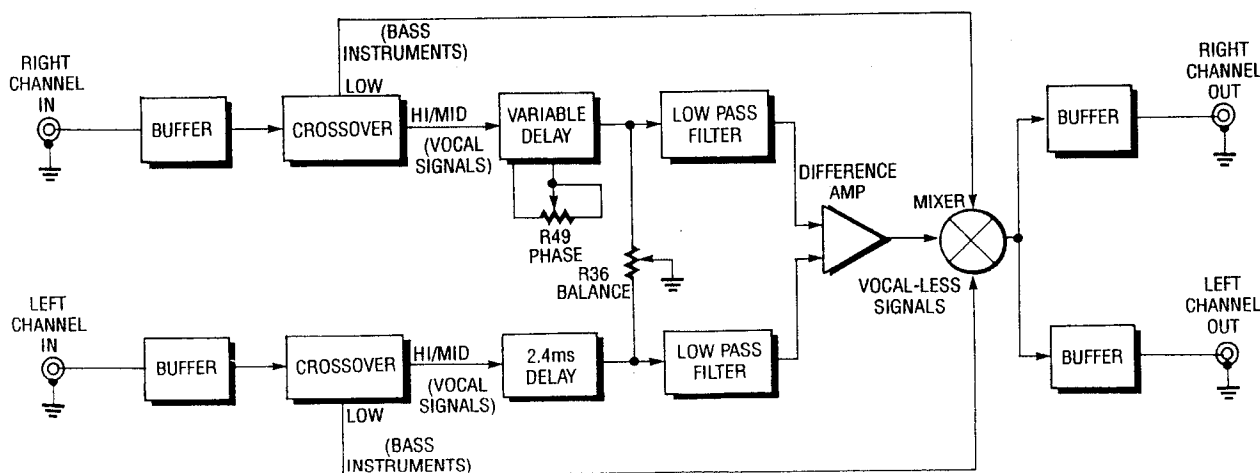 (BASS
INSTRUMENTS)
RIGHT
CHANNEL
IN
LOW
BUFFER
CROSSOVER
HI/MID
(VOCAL
SIGNALS)
VARIABLE
DELAY
LOW PASS
FILTER
RIGHT
CHANNEL
OUT
BUFFER
R49
PHASE
DIFFERENCE
AMP
MIXER
R36
BALANCE
VOCAL-LESS
SIGNALS
LEFT
CHANNEL
IN
BUFFER
CROSSOVER
HI/MID
(VOCAL
SIGNALS)
2.4ms
DELAY
LOW PASS
FILTER
LEFT
CHANNEL
OUT
BUFFER
LOW
(BASS
INSTRUMENTS)